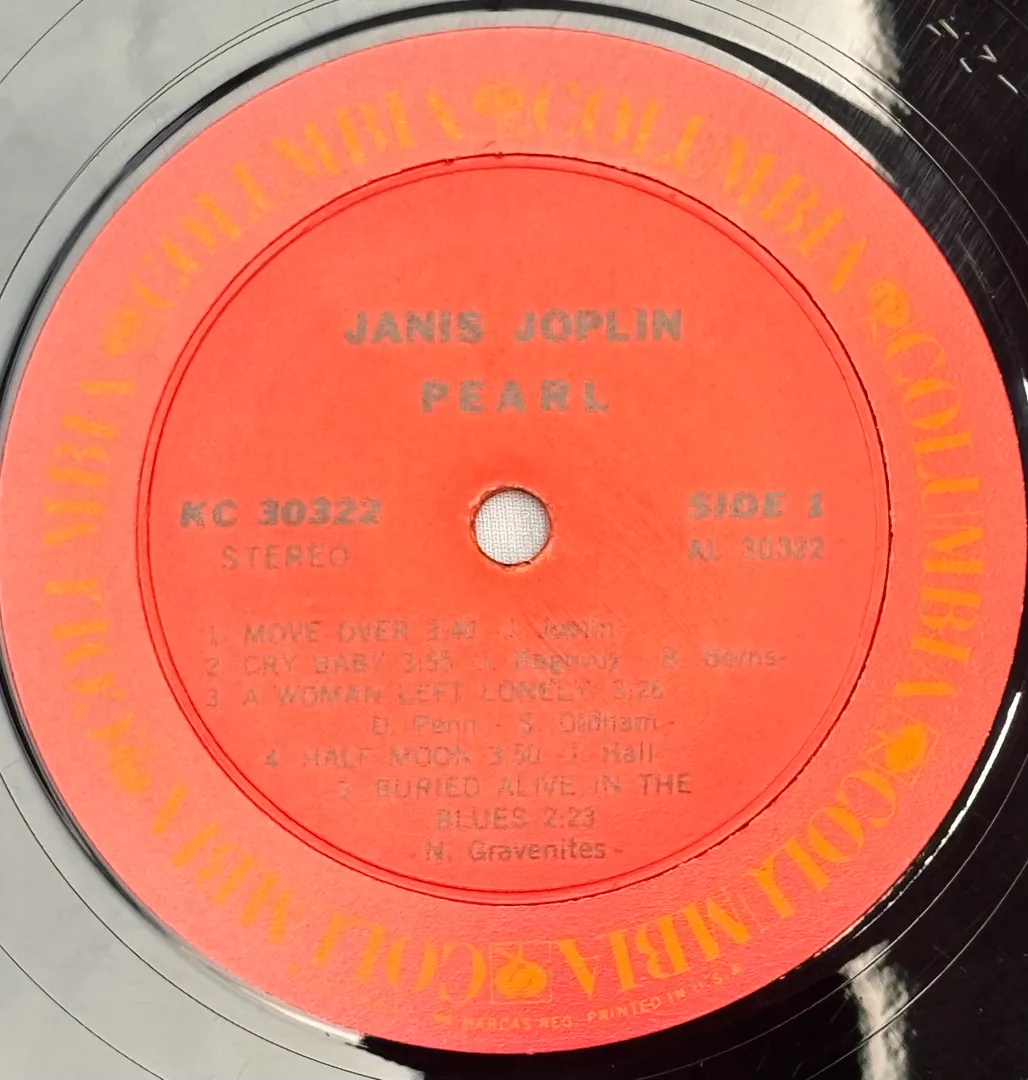 COLUMBIA COLUMBIA COLUMBIA COLUMBIA COLUMBIA COLUMBIA
JANIS JOPLIN
PEARL
KC 30322
SIDE 1
STEREO
AL 30322
1 MOVE OVER 3:40 -J. Joplin-
2 CRY BABY 3:55 -J. Ragovoy - B. Berns-
3 A WOMAN LEFT LONELY 3:26
-D. Penn - S. Oldham-
4 HALF MOON 3:50 -J. Hall-
5 BURIED ALIVE IN THE
BLUES 2:23
-N. Gravenites-
MARCAS REG. PRINTED IN U.S.A.